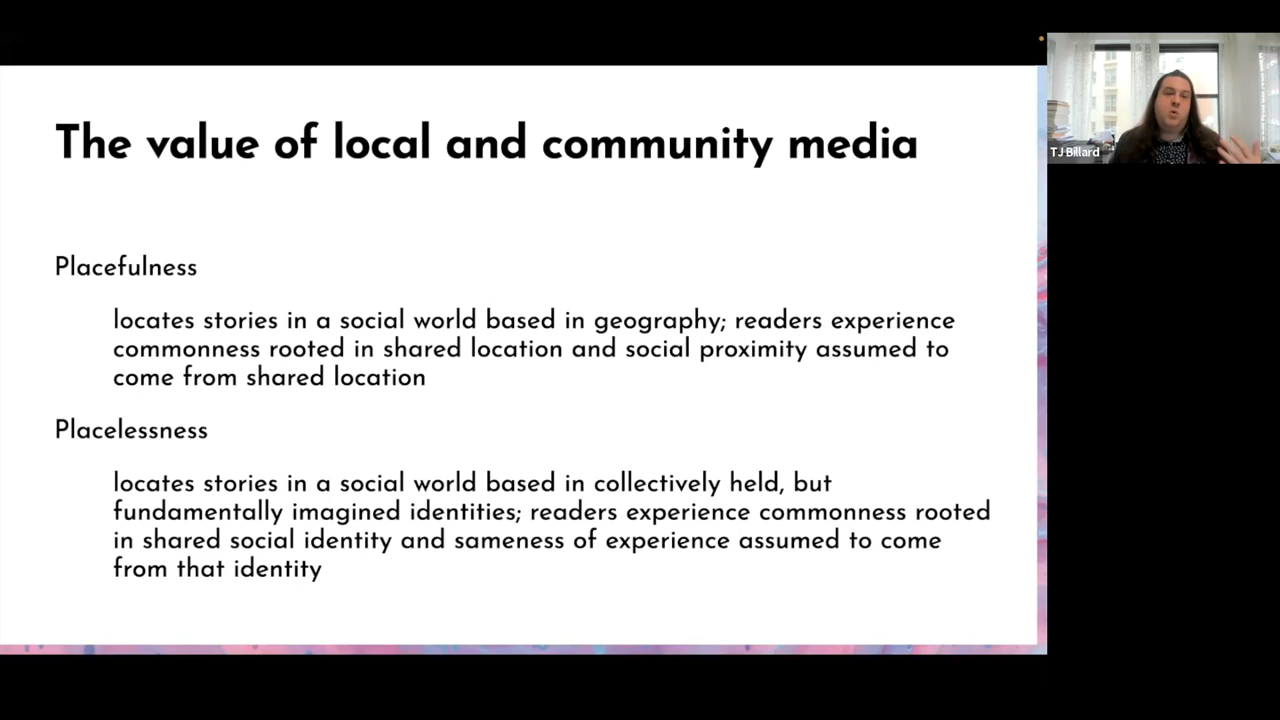 The value of local and community media
Placefulness
locates stories in a social world based in geography; readers experience
commonness rooted in shared location and social proximity assumed to
come from shared location
Placelessness
locates stories in a social world based in collectively held, but
fundamentally imagined identities; readers experience commonness rooted
in shared social identity and sameness of experience assumed to come
from that identity
TJ Billard